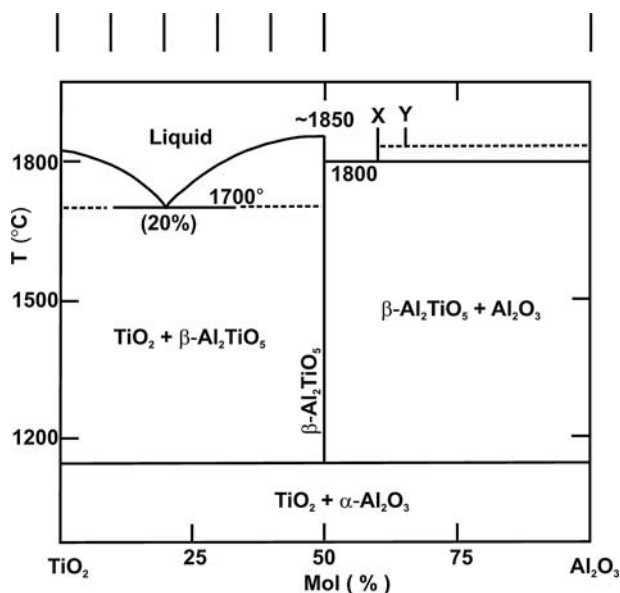 ~1850
X Y
Liquid
1800
1800
1700°
(20%)
T (°C)
1500
β-Al₂TiO₅ + Al₂O₃
TiO₂ + β-Al₂TiO₅
β-Al₂TiO₅
1200
TiO₂ + α-Al₂O₃
TiO₂ 25 50 75 Al₂O₃
Mol ( % )